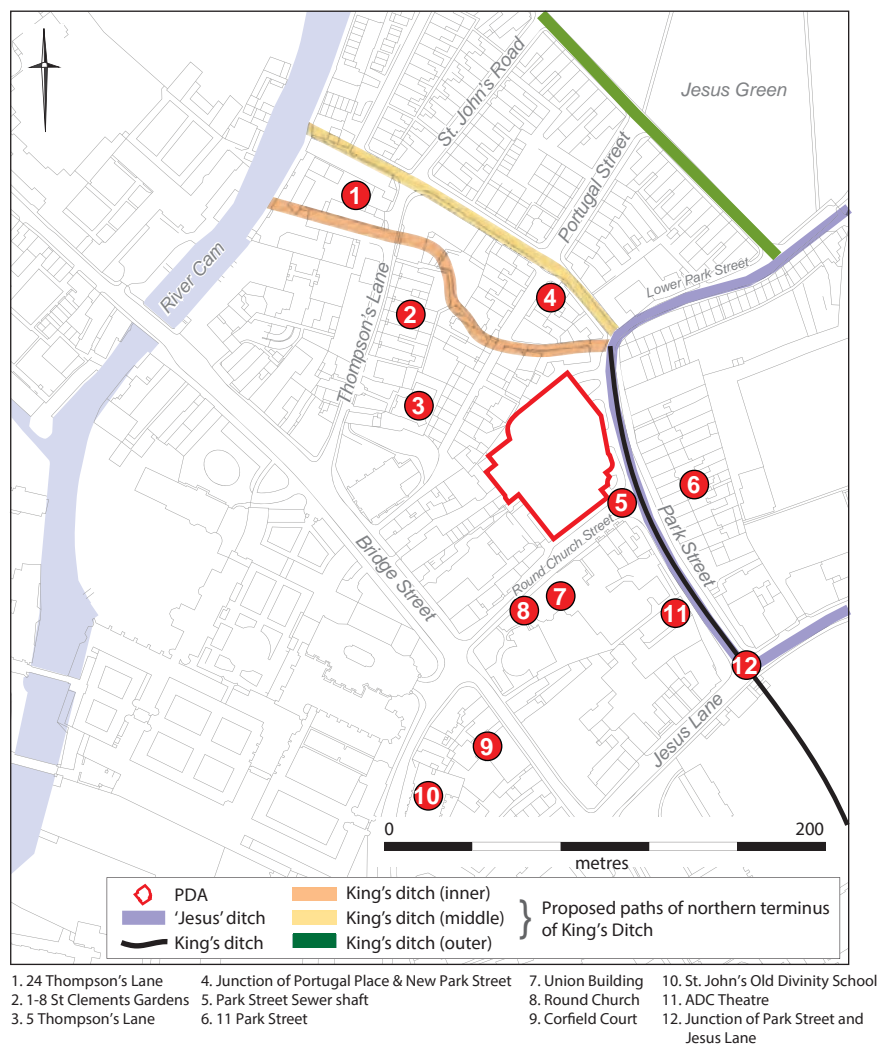 St. John's Road
Jesus Green
Portugal Street
1
River Cam
Lower Park Street
4
2
Thompson's Lane
3
6
5
Park Street
Round Church Street
Bridge Street
7
8
11
12
Jesus Lane
9
10
0 200
metres
PDA
'Jesus' ditch
King's ditch
King's ditch (inner)
King's ditch (middle)
King's ditch (outer)
} Proposed paths of northern terminus
of King's Ditch
1. 24 Thompson's Lane
2. 1-8 St Clements Gardens
3. 5 Thompson's Lane
4. Junction of Portugal Place & New Park Street
5. Park Street Sewer shaft
6. 11 Park Street
7. Union Building
8. Round Church
9. Corfield Court
10. St. John's Old Divinity School
11. ADC Theatre
12. Junction of Park Street and
Jesus Lane